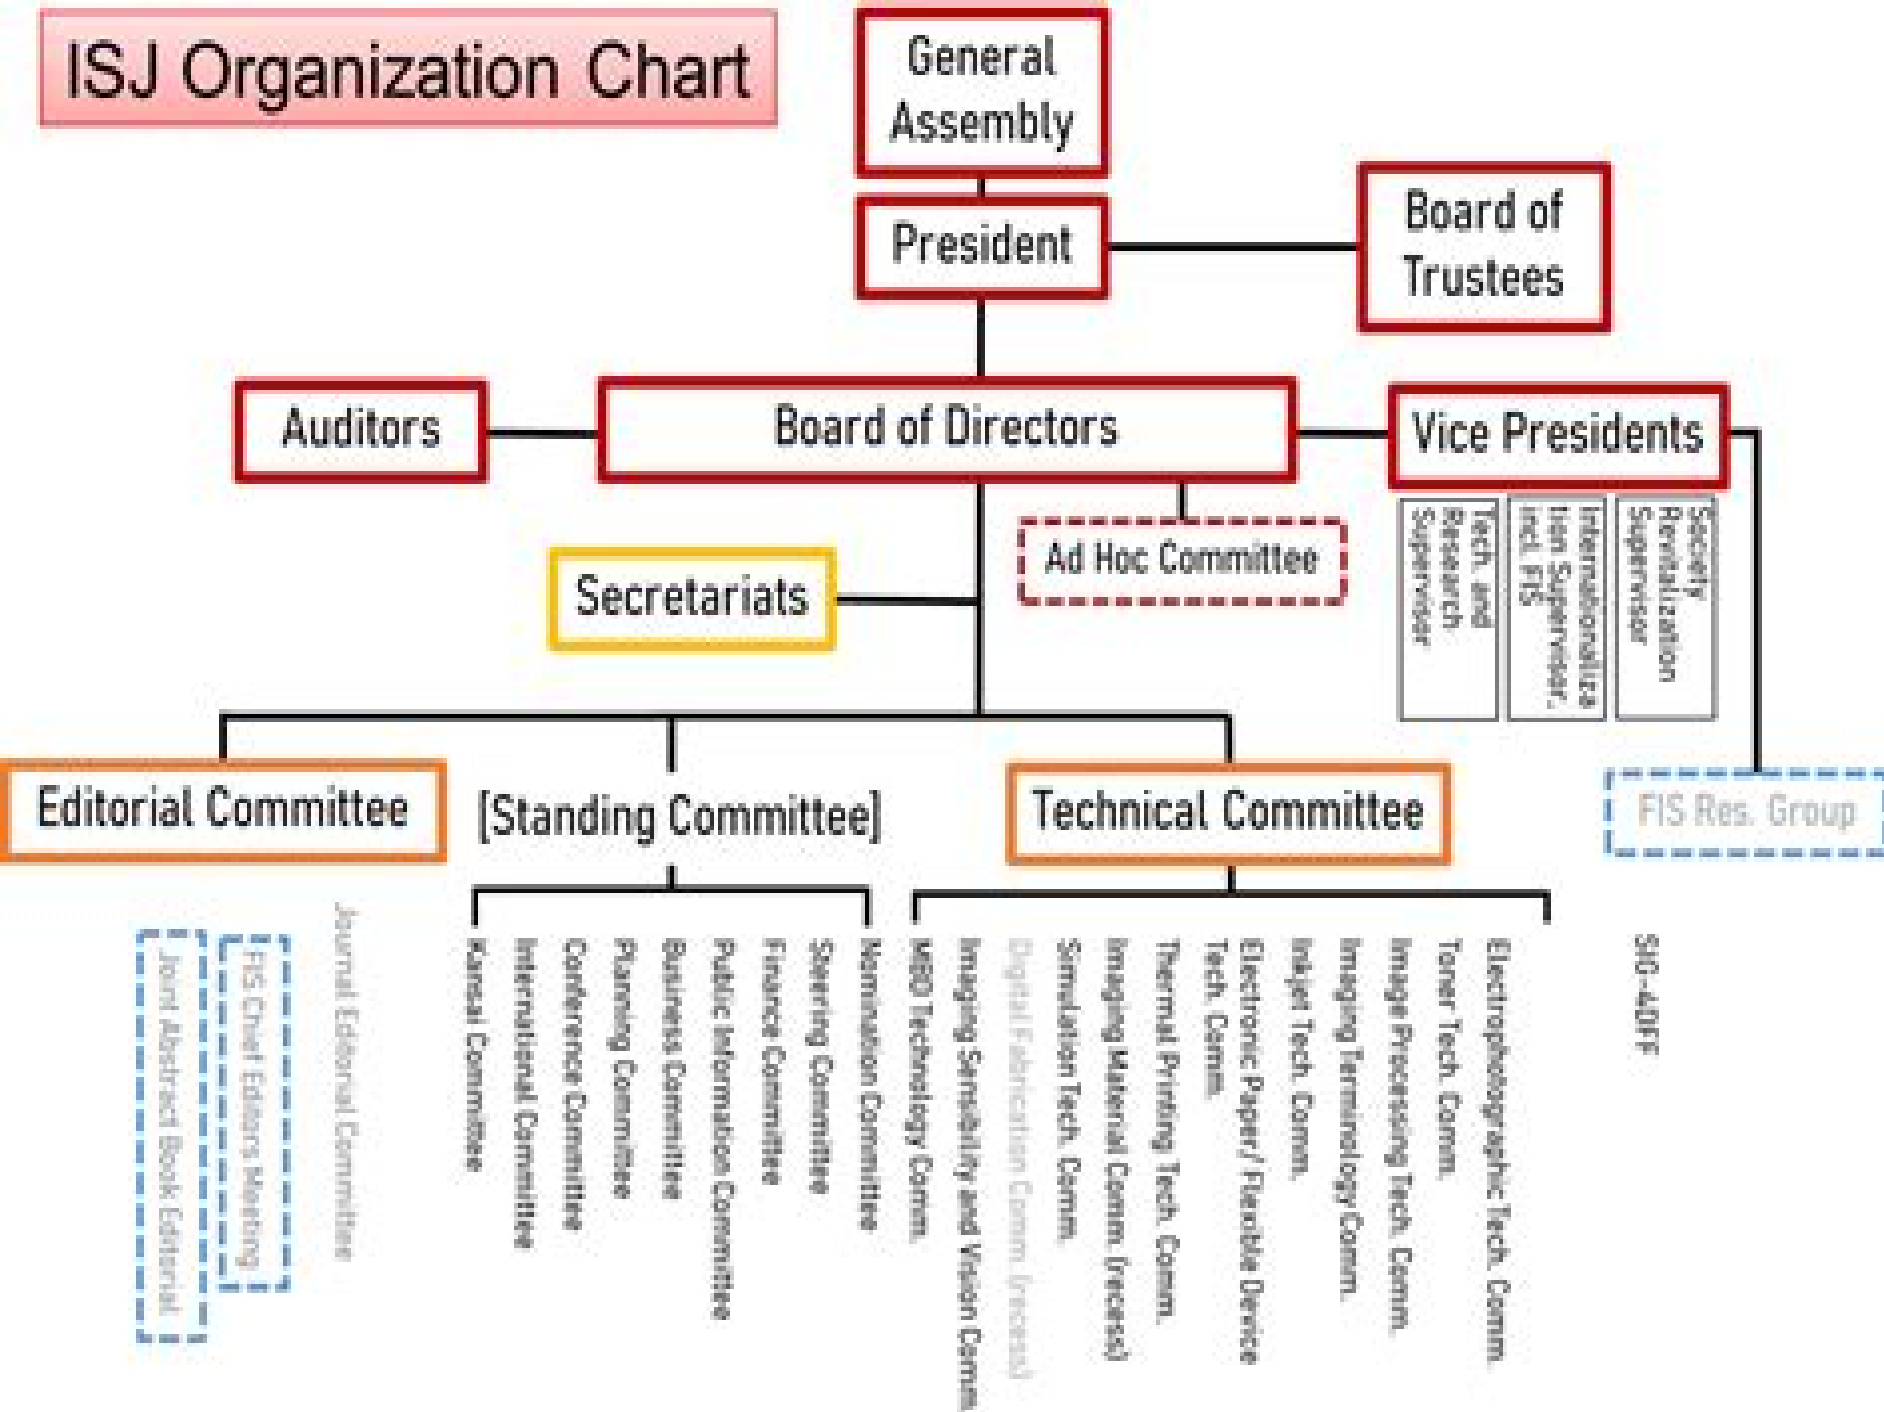 ISJ Organization Chart
General
Assembly
President
Board of
Trustees
Auditors
Board of Directors
Vice Presidents
Ad Hoc Committee
Secretariats
Tech. and
Research
Supervisor
Internationaliza
tion Supervisor,
incl. FIS
Society
Revitalization
Supervisor
Editorial Committee
[Standing Committee]
Technical Committee
FIS Res. Group
Joint Abstract Book Editorial
FIS Chief Editors Meeting
Journal Editorial Committee
Kansai Committee
International Committee
Conference Committee
Planning Committee
Business Committee
Public Information Committee
Finance Committee
Steering Committee
Nomination Committee
MBD Technology Comm.
Imaging Sensibility and Vision Comm.
Digital Fabrication Comm. (recess)
Simulation Tech. Comm.
Imaging Material Comm. (recess)
Thermal Printing Tech. Comm.
Electronic Paper/ Flexible Device
Tech. Comm.
Inkjet Tech. Comm.
Imaging Terminology Comm.
Image Processing Tech. Comm.
Toner Tech. Comm.
Electrophotographic Tech. Comm.
SIG-4DFF